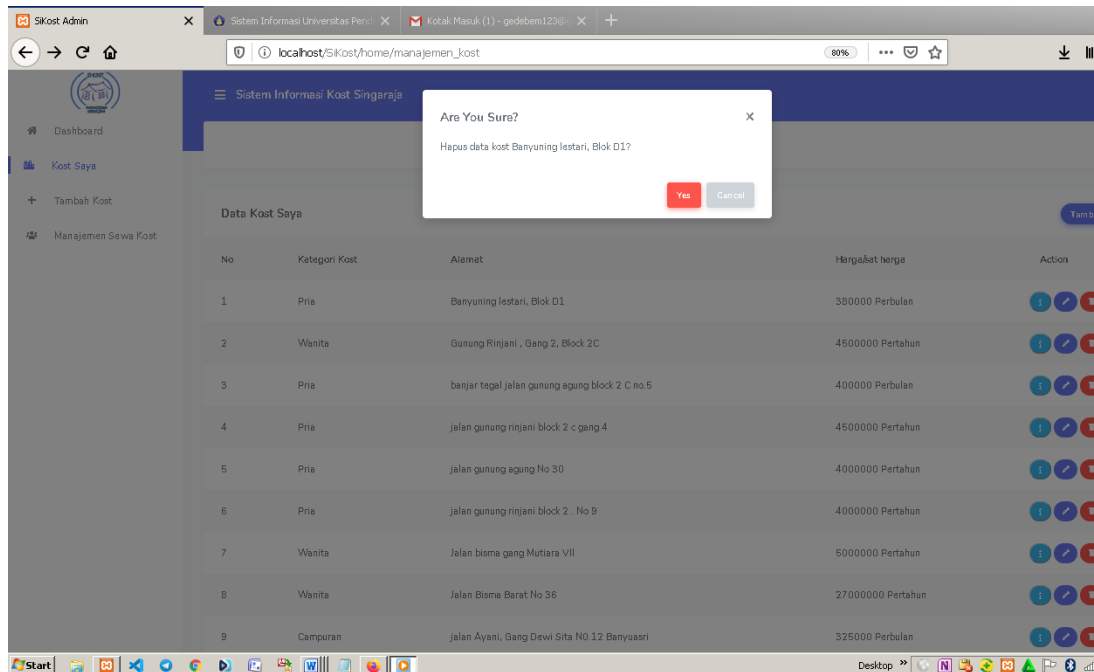 SiKost Admin
Sistem Informasi Universitas Pend
Kotak Masuk (1) - gedebem123@
localhost/SiKost/home/manajemen_kost
80%
Sistem Informasi Kost Singaraja
Dashboard
Kost Saya
Tambah Kost
Manajemen Sewa Kost
Are You Sure?
Hapus data kost Banyuning lestari, Blok D1?
Yes
Cancel
Data Kost Saya
Tamb
No Kategori Kost Alamat Harga/sat harga Action
1 Pria Banyuning lestari, Blok D1 380000 Perbulan
2 Wanita Gunung Rinjani , Gang 2, Block 2C 4500000 Pertahun
3 Pria banjar tegal jalan gunung agung block 2 C no.5 400000 Perbulan
4 Pria jalan gunung rinjani block 2 c gang 4 4500000 Pertahun
5 Pria jalan gunung agung No 30 4000000 Pertahun
6 Pria jalan gunung rinjani block 2 . No 9 4000000 Pertahun
7 Wanita Jalan bisma gang Mutiara VII 5000000 Pertahun
8 Wanita Jalan Bisma Barat No 36 27000000 Pertahun
9 Campuran jalan Ayani, Gang Dewi Sita N0.12 Banyuasri 325000 Perbulan
Start
Desktop